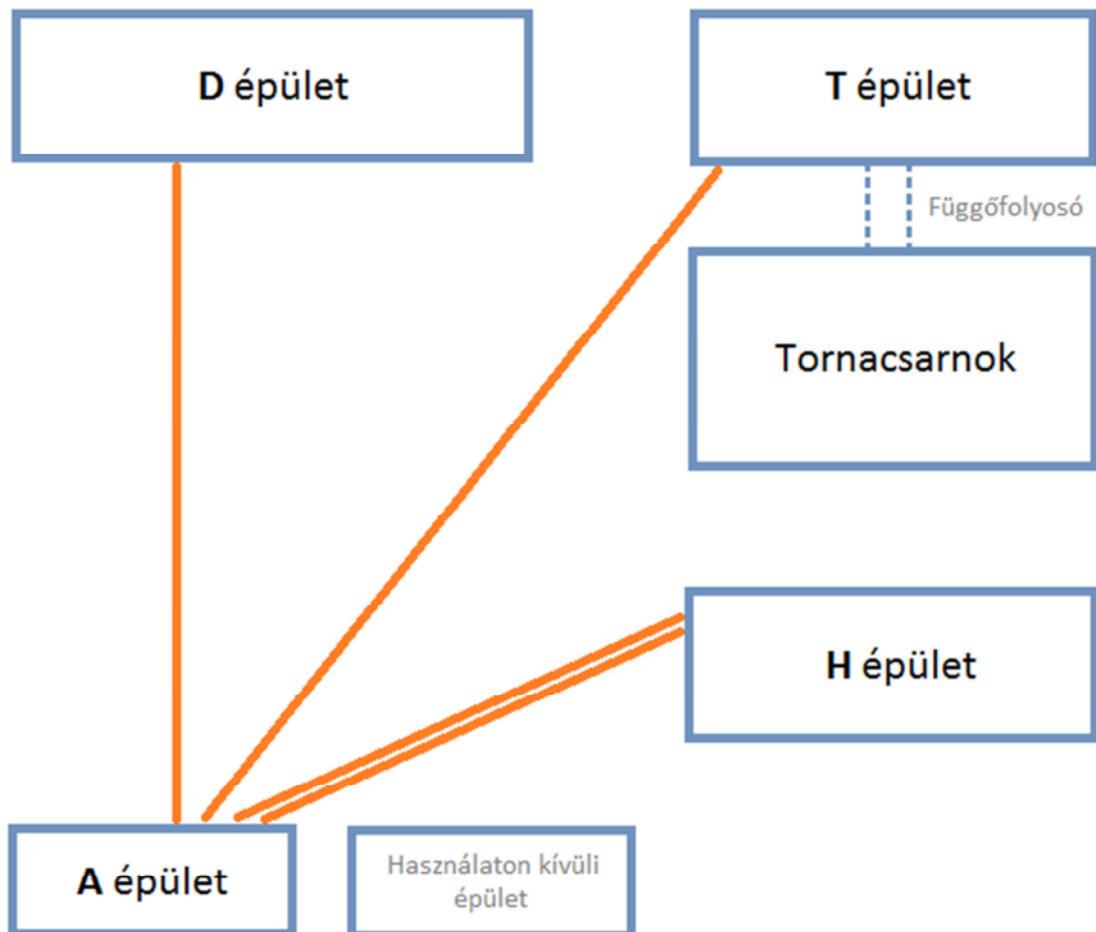 D épület
T épület
Függőfolyosó
Tornacsarnok
H épület
A épület
Használaton kívüli
épület